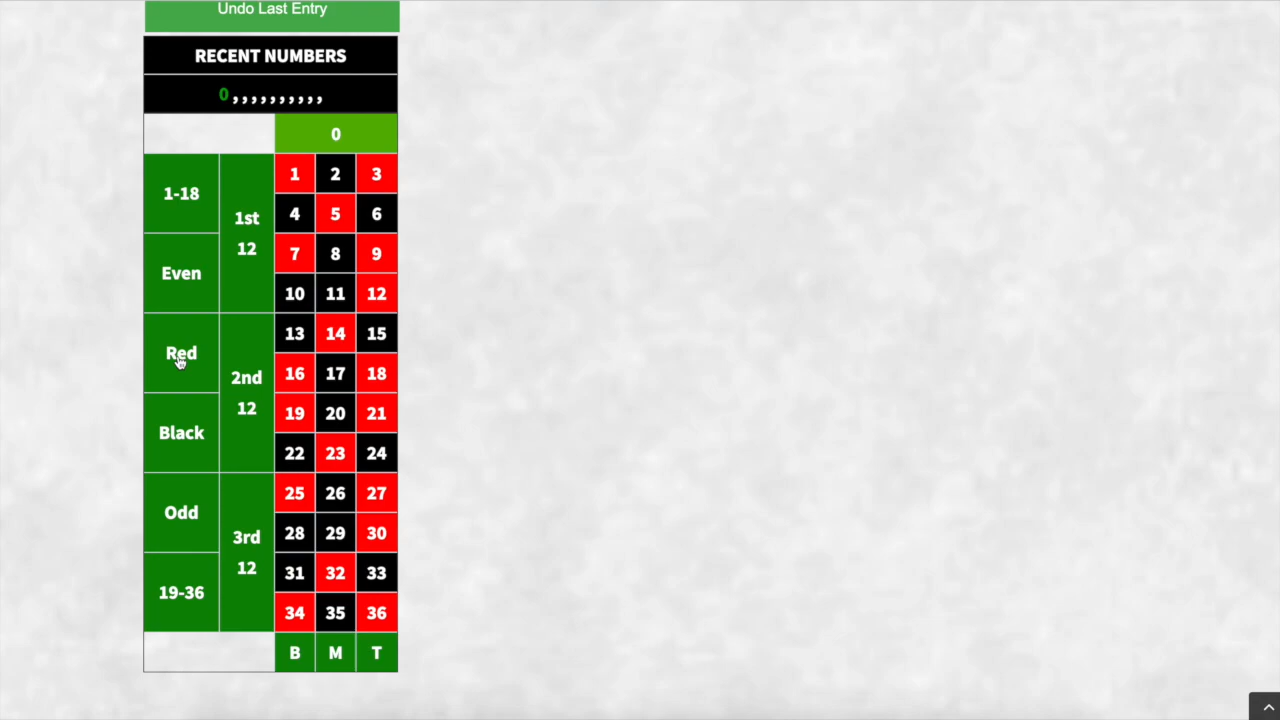 Undo Last Entry
RECENT NUMBERS
0,,,,,,,,,,
0
1-18
1st
12
1 2 3
4 5 6
Even
7 8 9
10 11 12
Red
2nd
12
13 14 15
16 17 18
Black
19 20 21
22 23 24
Odd
3rd
12
25 26 27
28 29 30
19-36
31 32 33
34 35 36
B M T